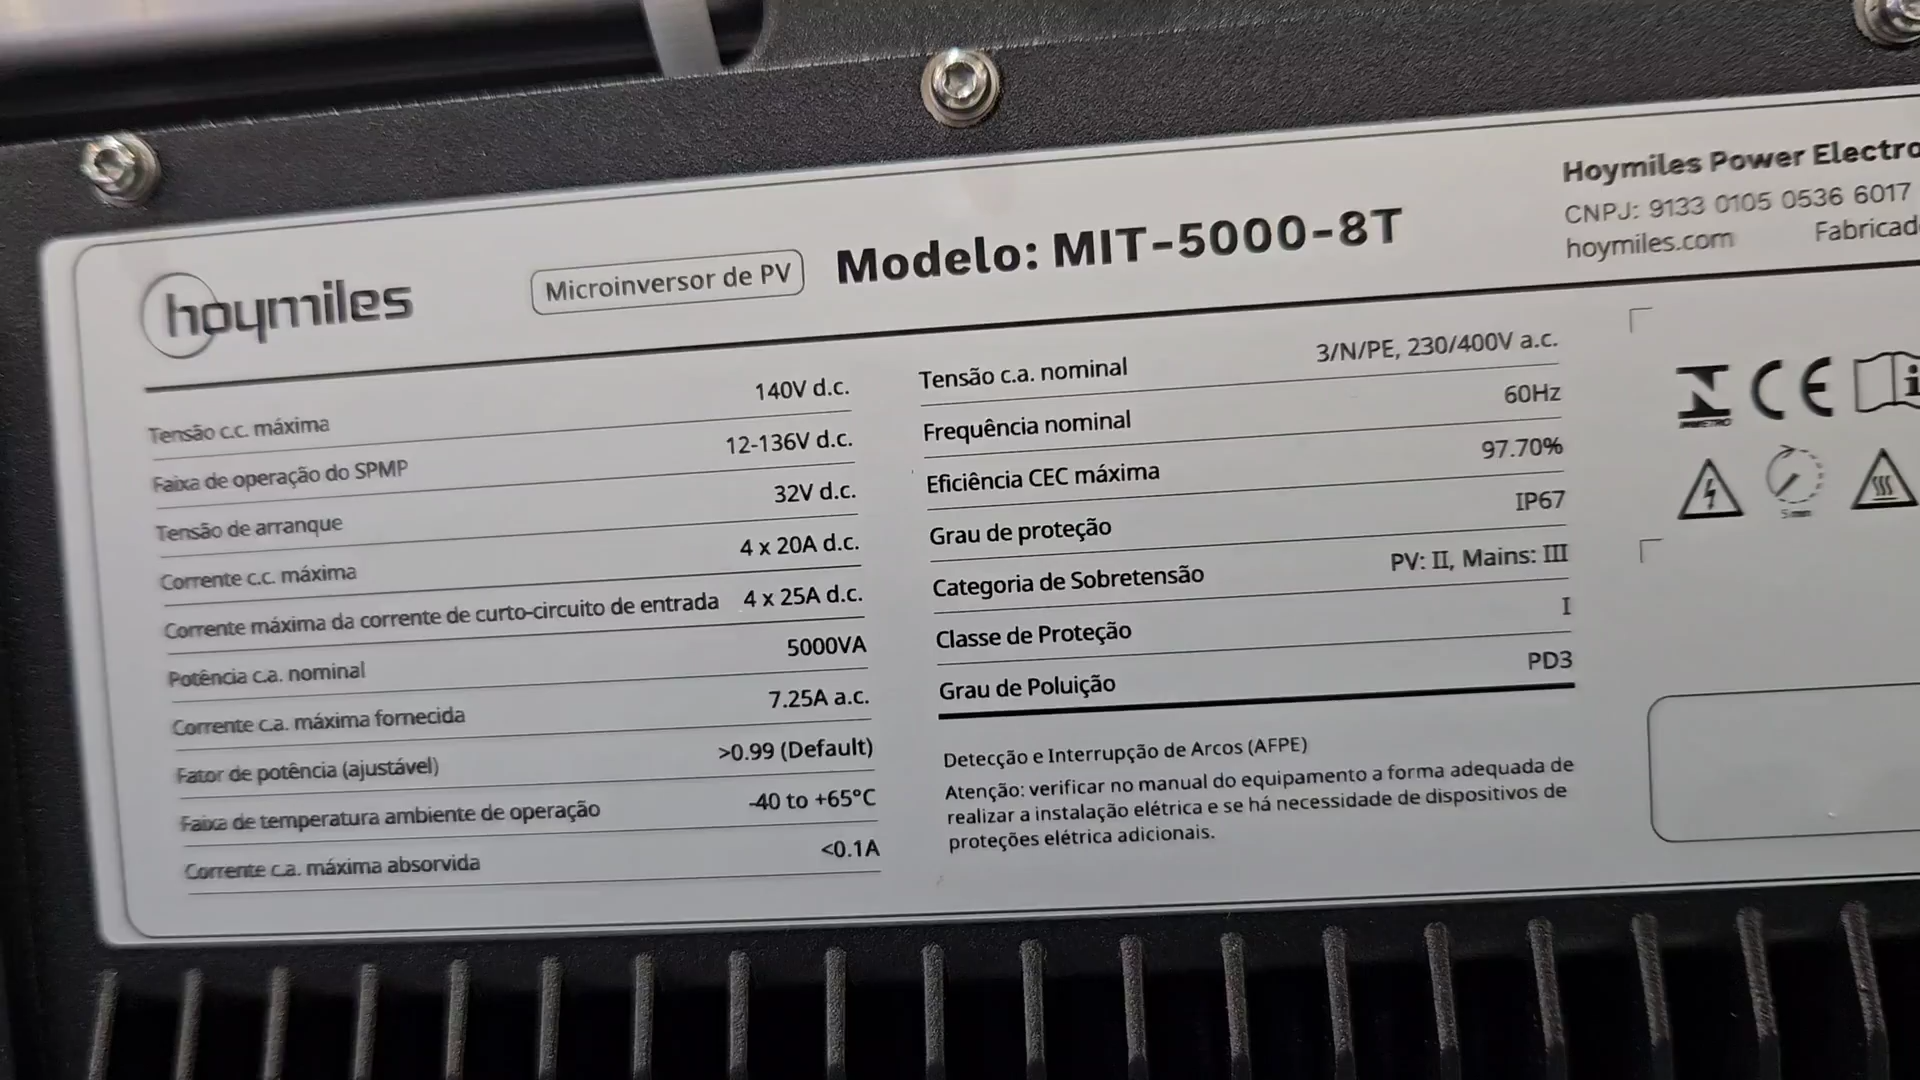 hoymiles
Microinversor de PV
Modelo: MIT-5000-8T
Hoymiles Power Electro
CNPJ: 9133 0105 0536 6017
hoymiles.com Fabricad
Tensão c.c. máxima 140V d.c.
Faixa de operação do SPMP 12-136V d.c.
Tensão de arranque 32V d.c.
Corrente c.c. máxima 4 x 20A d.c.
Corrente máxima da corrente de curto-circuito de entrada 4 x 25A d.c.
Potência c.a. nominal 5000VA
Corrente c.a. máxima fornecida 7.25A a.c.
Fator de potência (ajustável) >0.99 (Default)
Faixa de temperatura ambiente de operação -40 to +65°C
Corrente c.a. máxima absorvida <0.1A
Tensão c.a. nominal 3/N/PE, 230/400V a.c.
Frequência nominal 60Hz
Eficiência CEC máxima 97.70%
Grau de proteção IP67
Categoria de Sobretensão PV: II, Mains: III
Classe de Proteção I
Grau de Poluição PD3
Detecção e Interrupção de Arcos (AFPE)
Atenção: verificar no manual do equipamento a forma adequada de
realizar a instalação elétrica e se há necessidade de dispositivos de
proteções elétrica adicionais.
CE
5min